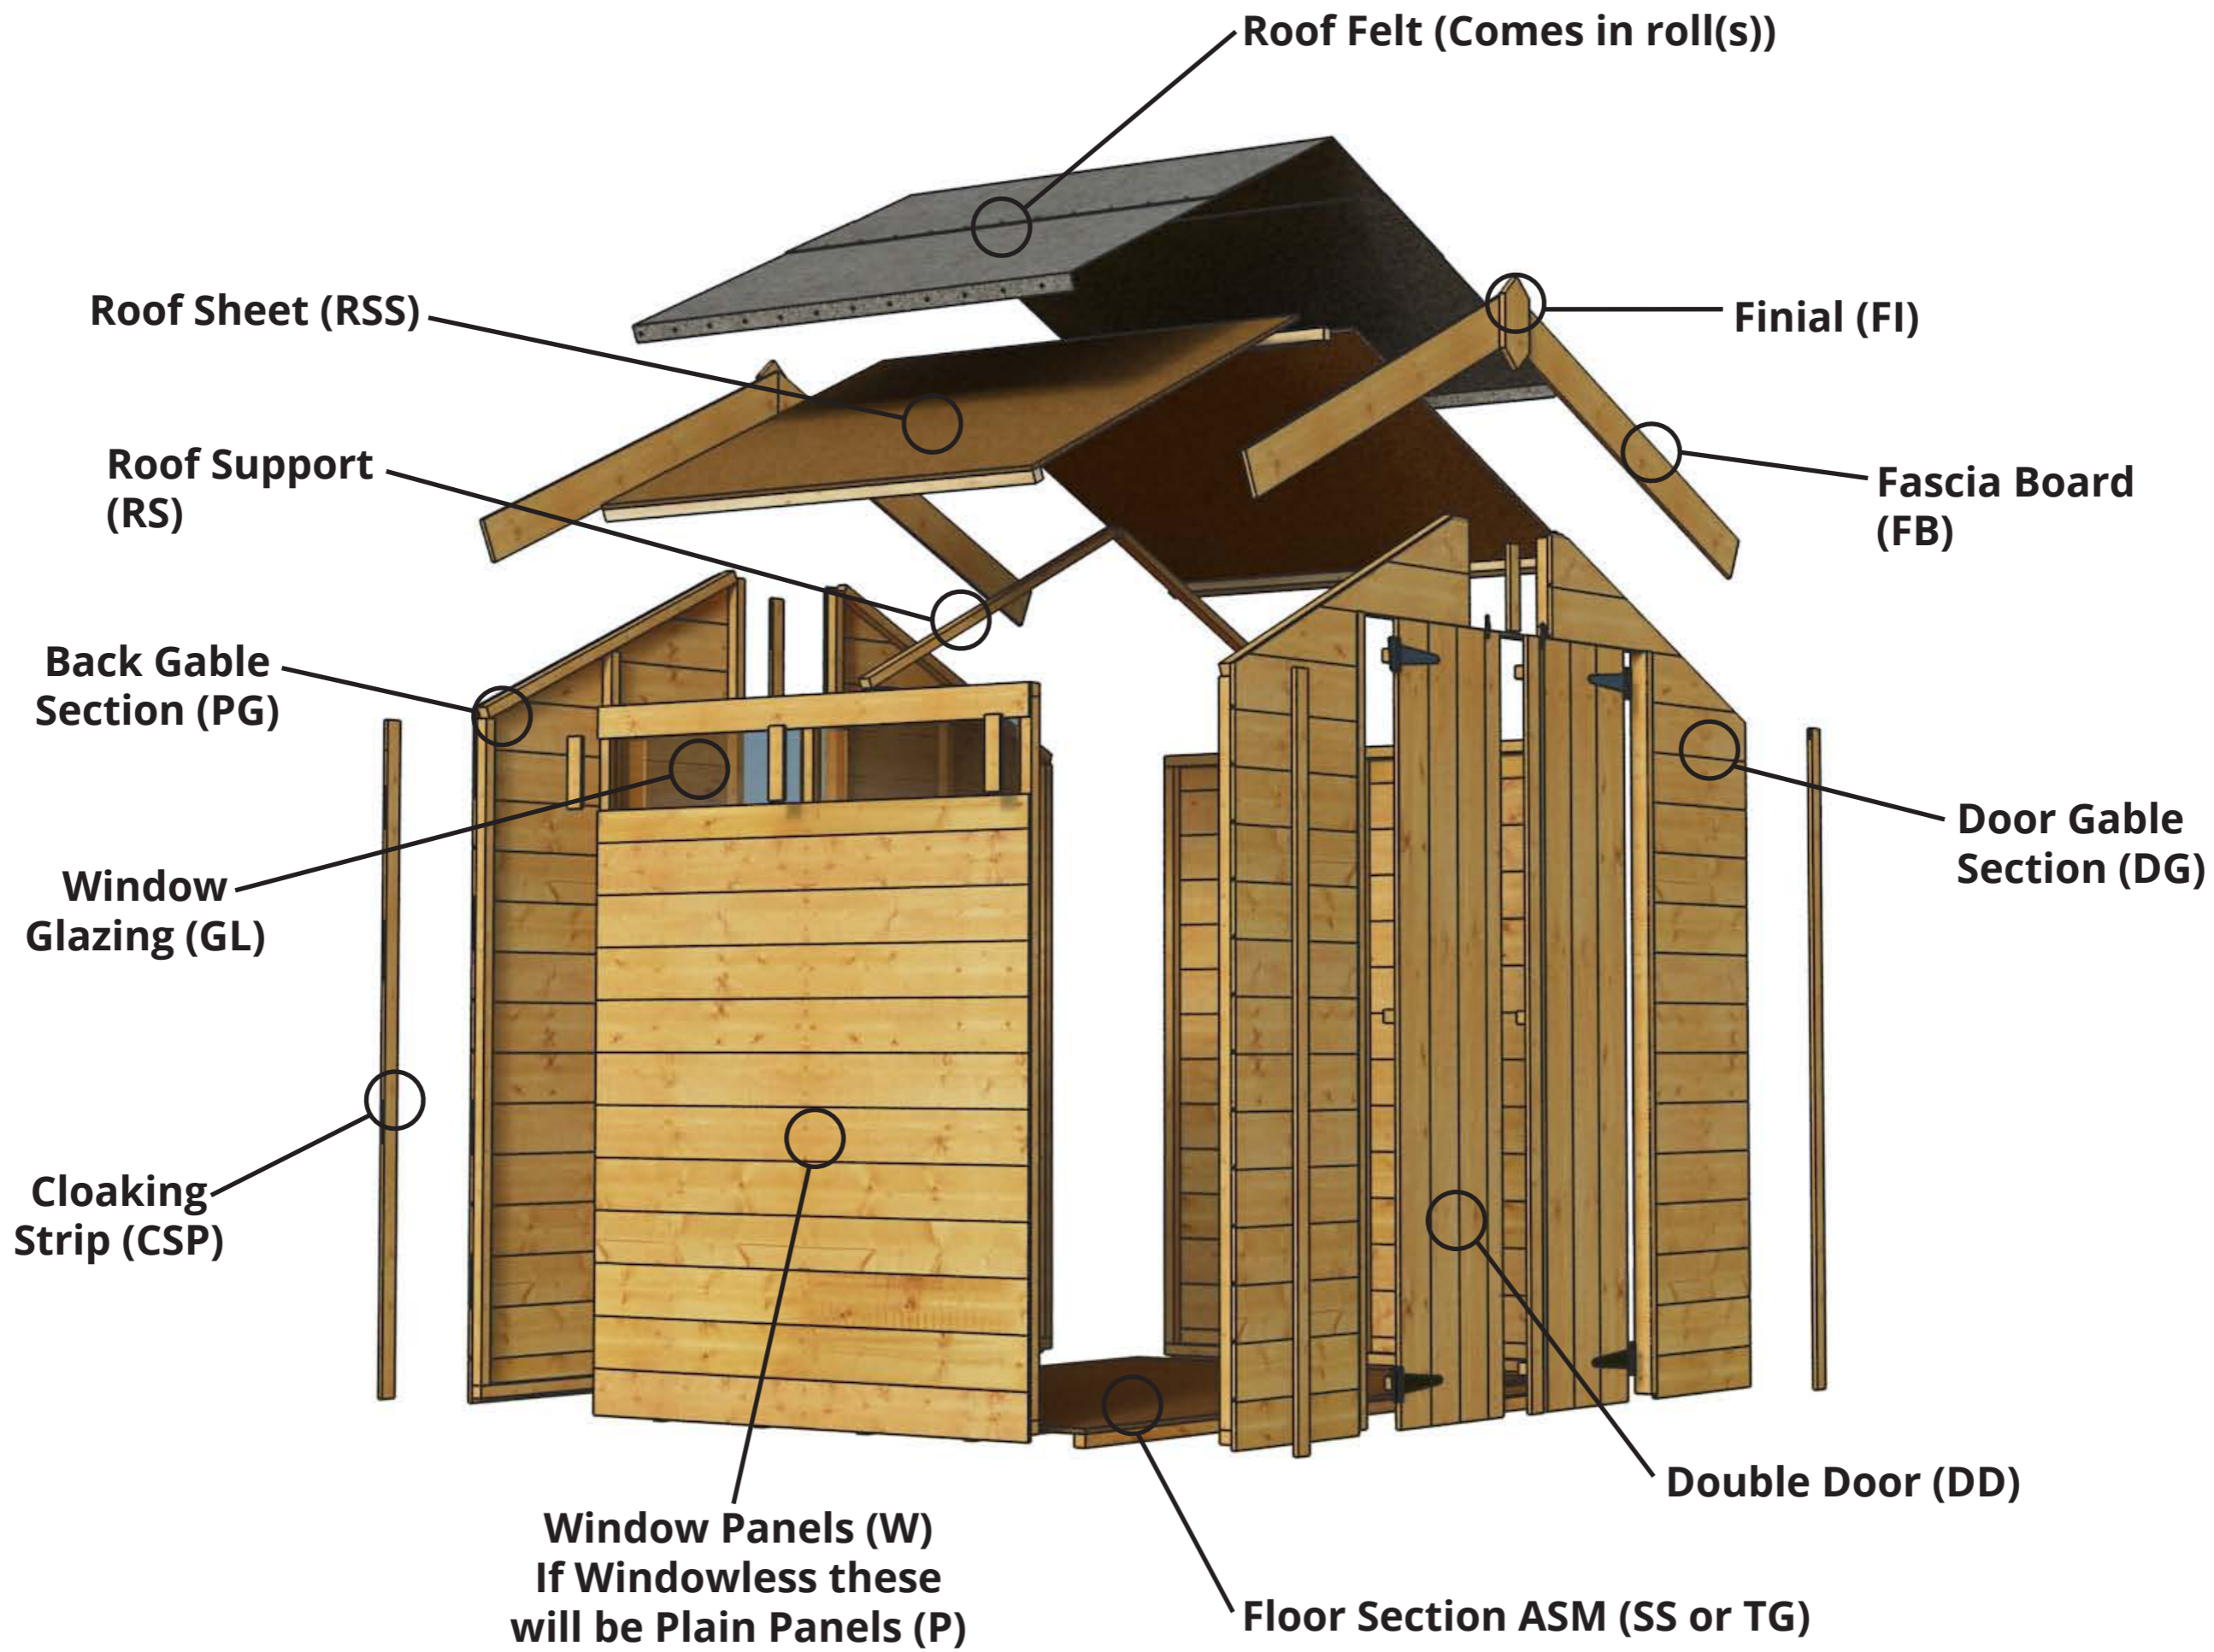 Roof Felt (Comes in roll(s))
Roof Sheet (RSS)
Finial (FI)
Roof Support
(RS)
Fascia Board
(FB)
Back Gable
Section (PG)
Door Gable
Section (DG)
Window
Glazing (GL)
Cloaking
Strip (CSP)
Double Door (DD)
Window Panels (W)
If Windowless these
will be Plain Panels (P)
Floor Section ASM (SS or TG)